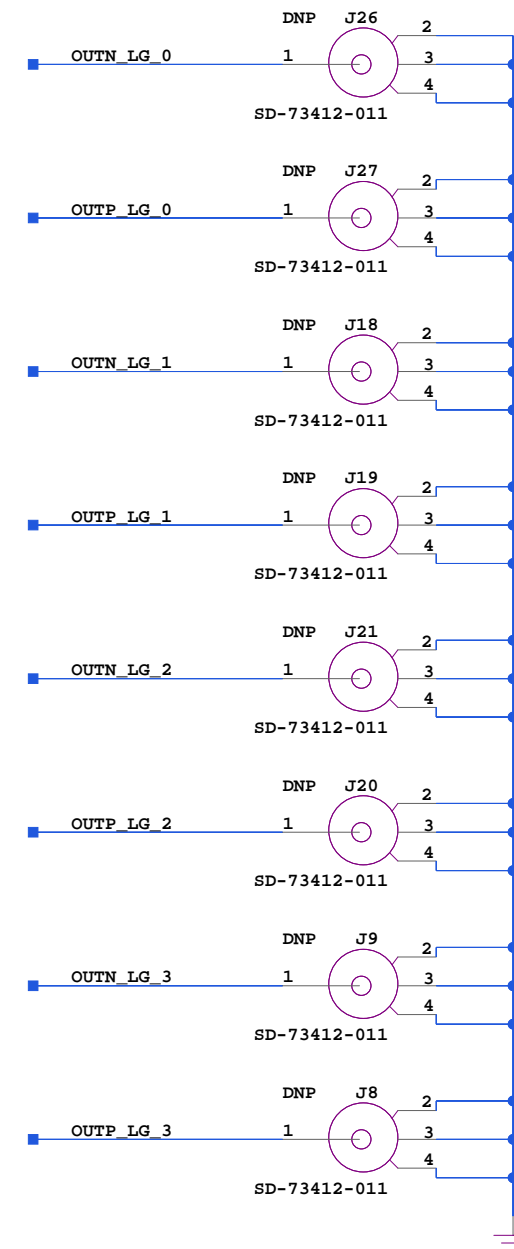 DNP J26 2
OUTN_LG_0 1 3
4
SD-73412-011
DNP J27 2
OUTP_LG_0 1 3
4
SD-73412-011
DNP J18 2
OUTN_LG_1 1 3
4
SD-73412-011
DNP J19 2
OUTP_LG_1 1 3
4
SD-73412-011
DNP J21 2
OUTN_LG_2 1 3
4
SD-73412-011
DNP J20 2
OUTP_LG_2 1 3
4
SD-73412-011
DNP J9 2
OUTN_LG_3 1 3
4
SD-73412-011
DNP J8 2
OUTP_LG_3 1 3
4
SD-73412-011